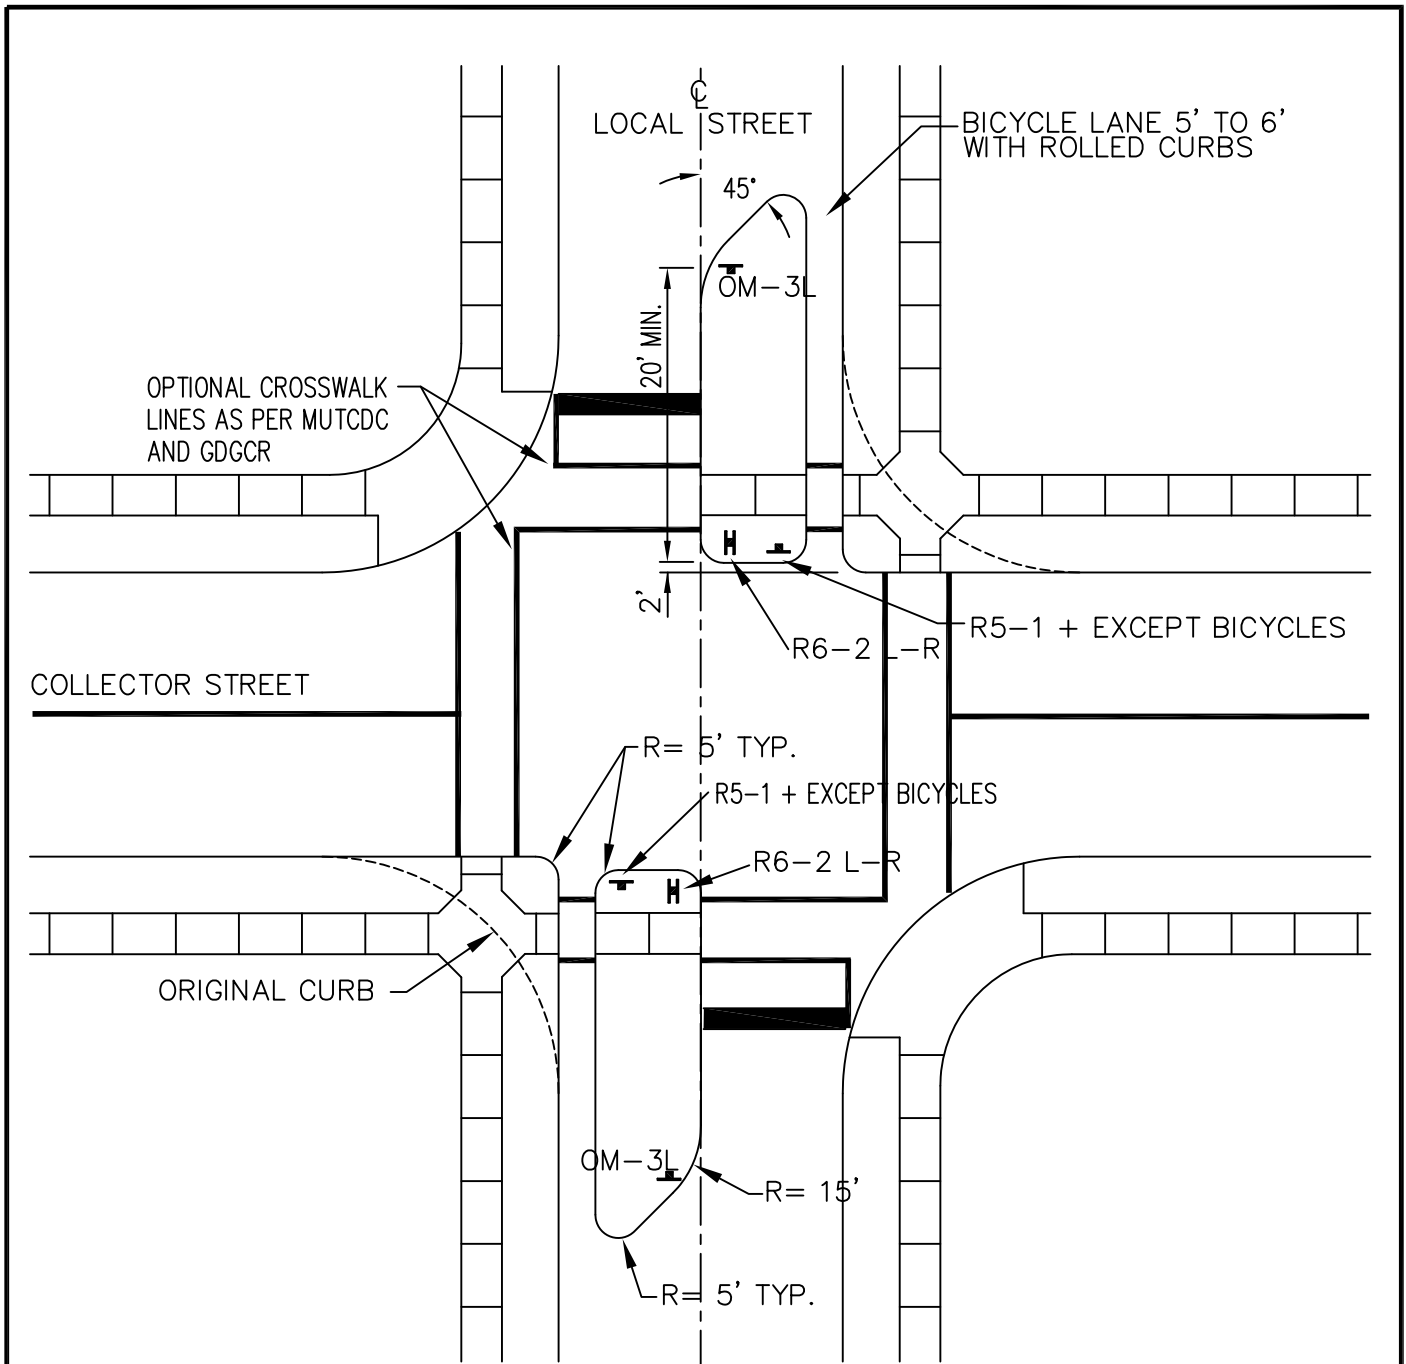 ℄
LOCAL STREET
BICYCLE LANE 5' TO 6'
WITH ROLLED CURBS
45°
OM-3L
20' MIN.
OPTIONAL CROSSWALK
LINES AS PER MUTCDC
AND GDGCR
2'
R5-1 + EXCEPT BICYCLES
R6-2 L-R
COLLECTOR STREET
R= 5' TYP.
R5-1 + EXCEPT BICYCLES
R6-2 L-R
ORIGINAL CURB
OM-3L
R= 15'
R= 5' TYP.